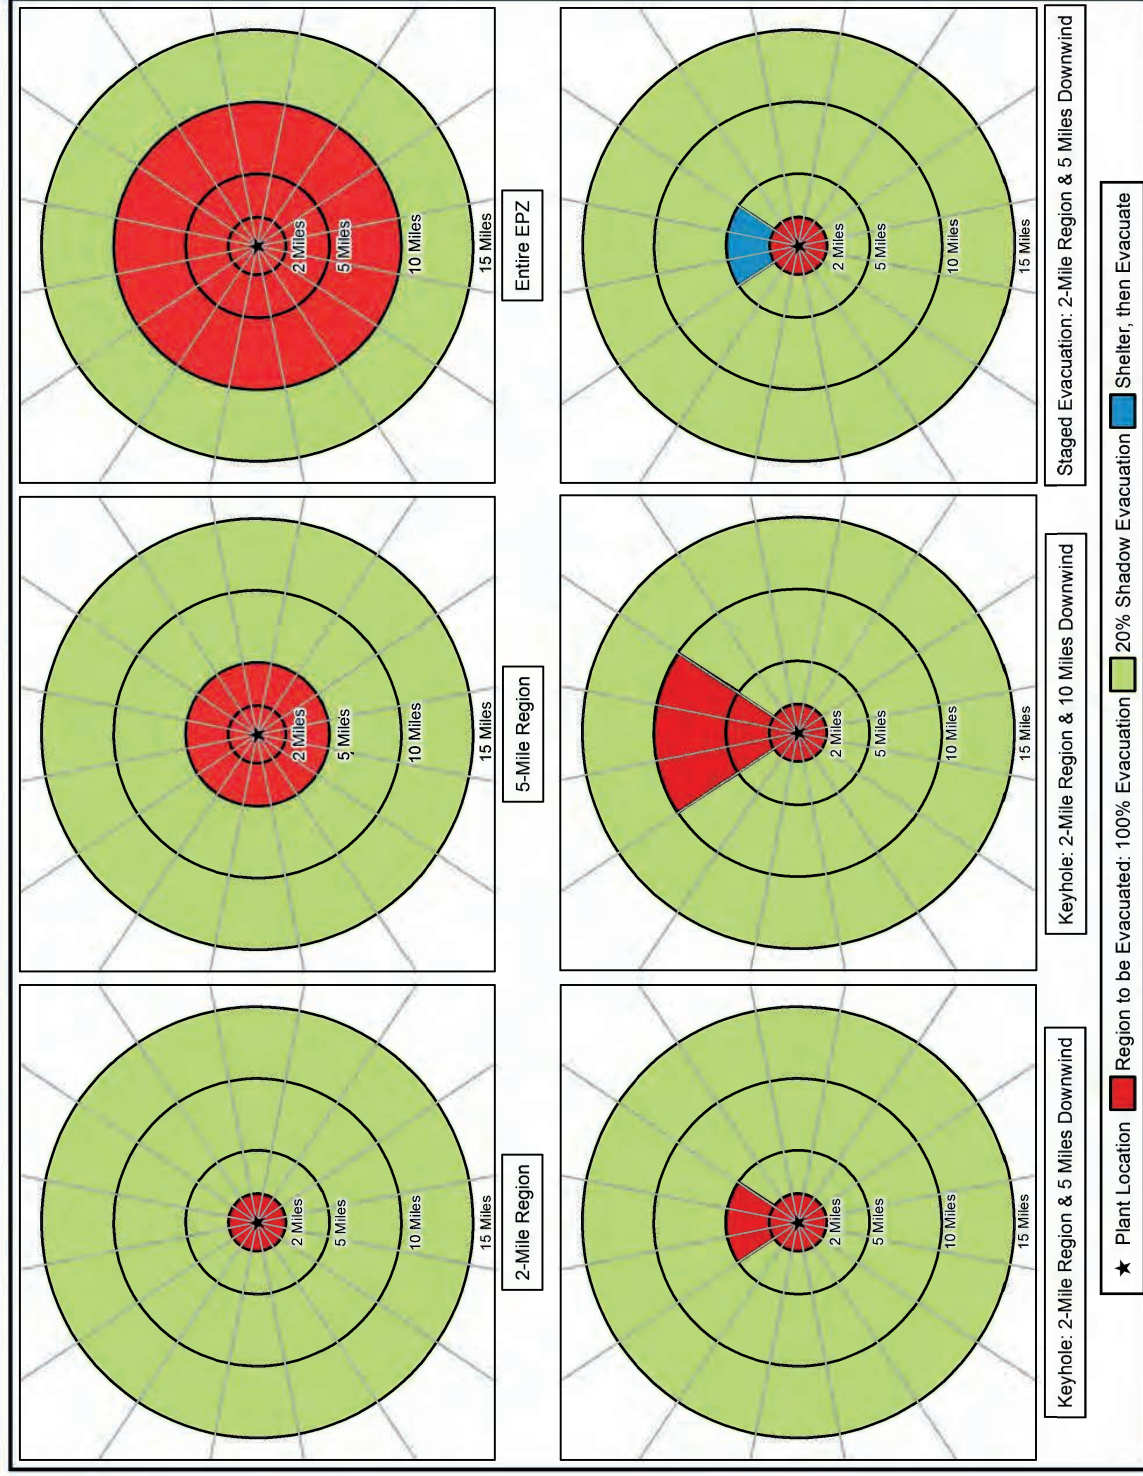 2 Miles
5 Miles
10 Miles
15 Miles
2-Mile Region
2 Miles
5 Miles
10 Miles
15 Miles
5-Mile Region
2 Miles
5 Miles
10 Miles
15 Miles
Entire EPZ
2 Miles
5 Miles
10 Miles
15 Miles
Keyhole: 2-Mile Region & 5 Miles Downwind
2 Miles
5 Miles
10 Miles
15 Miles
Keyhole: 2-Mile Region & 10 Miles Downwind
2 Miles
5 Miles
10 Miles
15 Miles
Staged Evacuation: 2-Mile Region & 5 Miles Downwind
★ Plant Location Region to be Evacuated: 100% Evacuation 20% Shadow Evacuation Shelter, then Evacuate